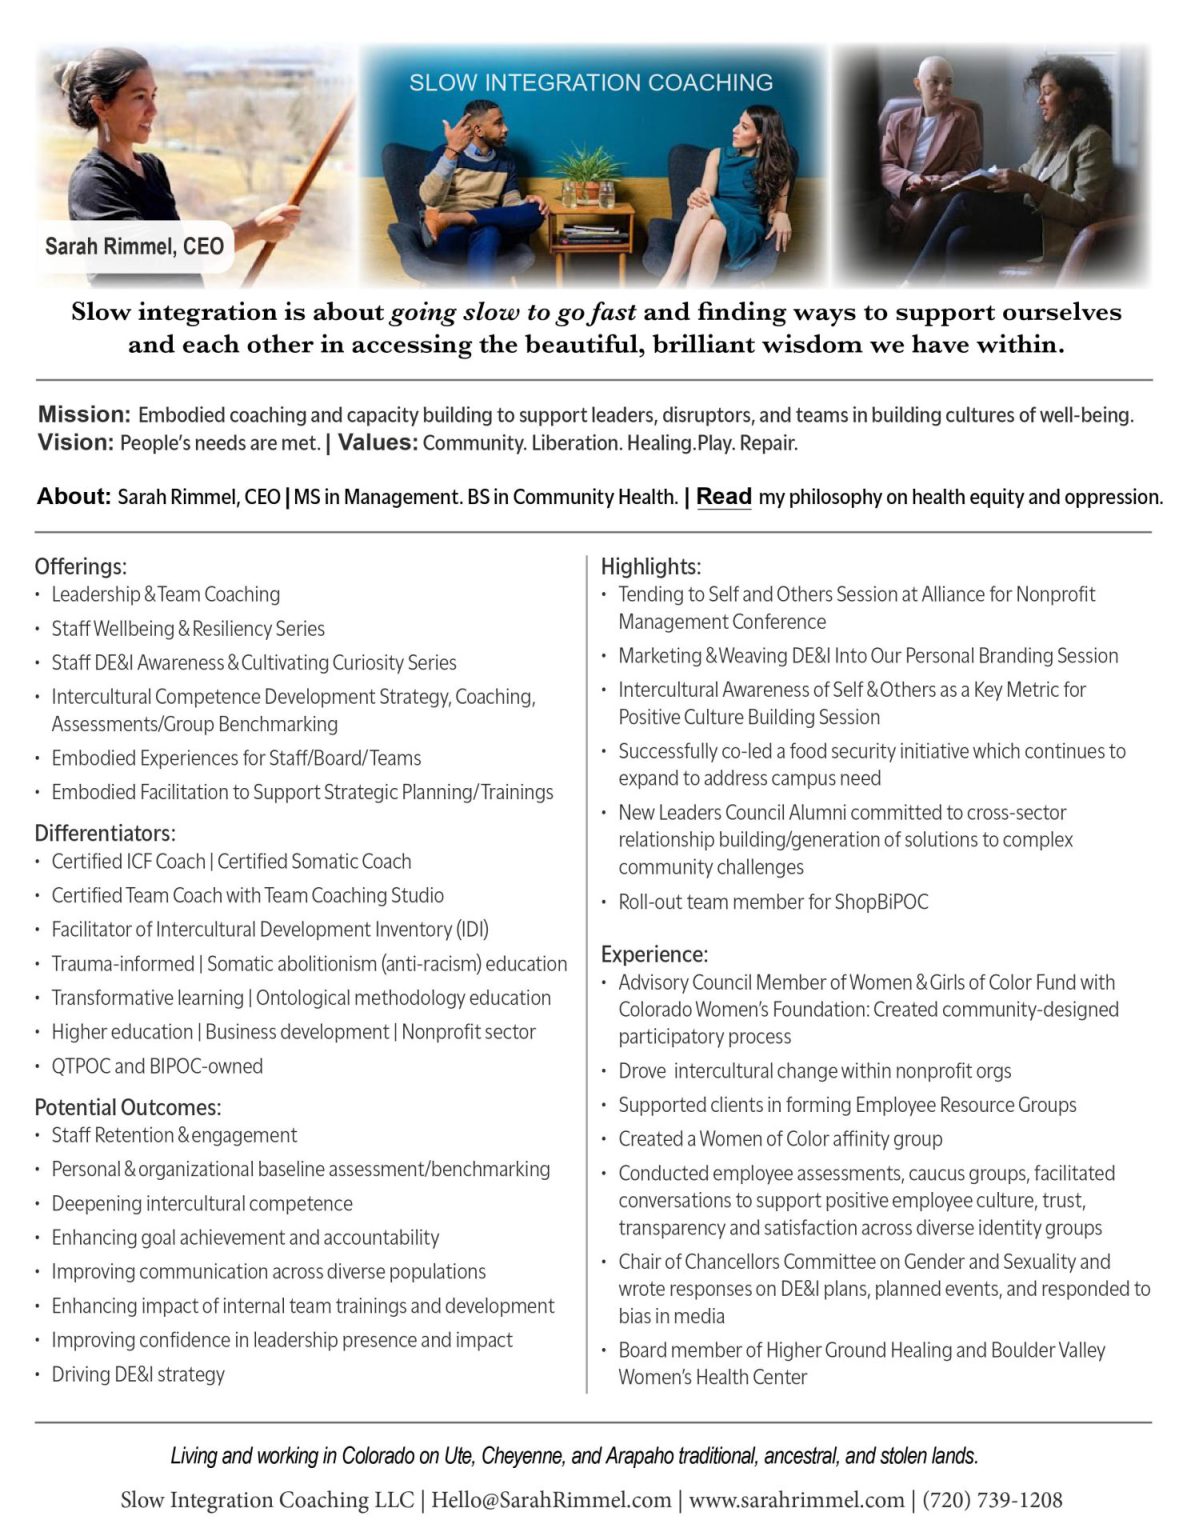 SLOW INTEGRATION COACHING
Sarah Rimmel, CEO
Slow integration is about going slow to go fast and finding ways to support ourselves
and each other in accessing the beautiful, brilliant wisdom we have within.
Mission: Embodied coaching and capacity building to support leaders, disruptors, and teams in building cultures of well-being.
Vision: People's needs are met. | Values: Community. Liberation. Healing.Play. Repair.
About: Sarah Rimmel, CEO | MS in Management. BS in Community Health. | Read my philosophy on health equity and oppression.
Offerings:
• Leadership & Team Coaching
• Staff Wellbeing & Resiliency Series
• Staff DE&I Awareness & Cultivating Curiosity Series
• Intercultural Competence Development Strategy, Coaching,
Assessments/Group Benchmarking
• Embodied Experiences for Staff/Board/Teams
• Embodied Facilitation to Support Strategic Planning/Trainings
Differentiators:
• Certified ICF Coach | Certified Somatic Coach
• Certified Team Coach with Team Coaching Studio
• Facilitator of Intercultural Development Inventory (IDI)
• Trauma-informed | Somatic abolitionism (anti-racism) education
• Transformative learning | Ontological methodology education
• Higher education | Business development | Nonprofit sector
• QTPOC and BIPOC-owned
Potential Outcomes:
• Staff Retention & engagement
• Personal & organizational baseline assessment/benchmarking
• Deepening intercultural competence
• Enhancing goal achievement and accountability
• Improving communication across diverse populations
• Enhancing impact of internal team trainings and development
• Improving confidence in leadership presence and impact
• Driving DE&I strategy
Highlights:
• Tending to Self and Others Session at Alliance for Nonprofit
Management Conference
• Marketing & Weaving DE&I Into Our Personal Branding Session
• Intercultural Awareness of Self & Others as a Key Metric for
Positive Culture Building Session
• Successfully co-led a food security initiative which continues to
expand to address campus need
• New Leaders Council Alumni committed to cross-sector
relationship building/generation of solutions to complex
community challenges
• Roll-out team member for ShopBiPOC
Experience:
• Advisory Council Member of Women & Girls of Color Fund with
Colorado Women's Foundation: Created community-designed
participatory process
• Drove intercultural change within nonprofit orgs
• Supported clients in forming Employee Resource Groups
• Created a Women of Color affinity group
• Conducted employee assessments, caucus groups, facilitated
conversations to support positive employee culture, trust,
transparency and satisfaction across diverse identity groups
• Chair of Chancellors Committee on Gender and Sexuality and
wrote responses on DE&I plans, planned events, and responded to
bias in media
• Board member of Higher Ground Healing and Boulder Valley
Women's Health Center
Living and working in Colorado on Ute, Cheyenne, and Arapaho traditional, ancestral, and stolen lands.
Slow Integration Coaching LLC | Hello@SarahRimmel.com | www.sarahrimmel.com | (720) 739-1208